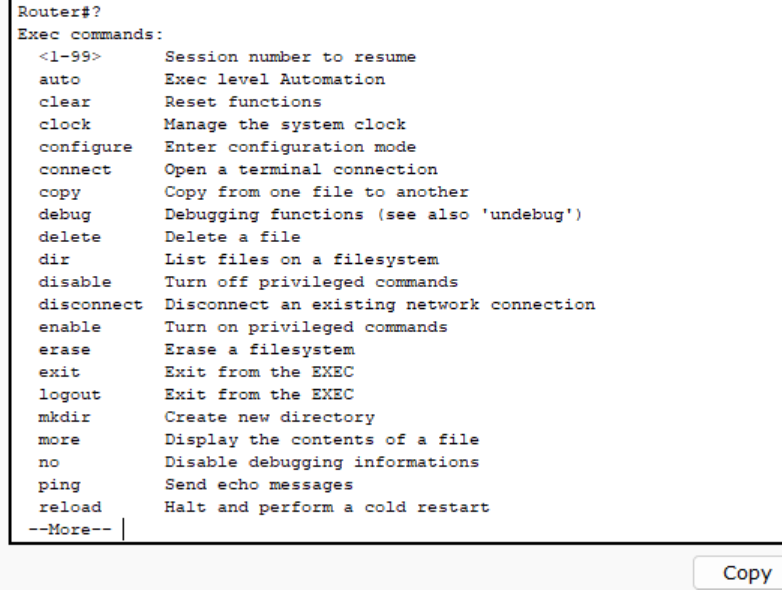 Router#?
Exec commands:
  <1-99>      Session number to resume
  auto        Exec level Automation
  clear       Reset functions
  clock       Manage the system clock
  configure   Enter configuration mode
  connect     Open a terminal connection
  copy        Copy from one file to another
  debug       Debugging functions (see also 'undebug')
  delete      Delete a file
  dir         List files on a filesystem
  disable     Turn off privileged commands
  disconnect  Disconnect an existing network connection
  enable      Turn on privileged commands
  erase       Erase a filesystem
  exit        Exit from the EXEC
  logout      Exit from the EXEC
  mkdir       Create new directory
  more        Display the contents of a file
  no          Disable debugging informations
  ping        Send echo messages
  reload      Halt and perform a cold restart
 --More--
Copy